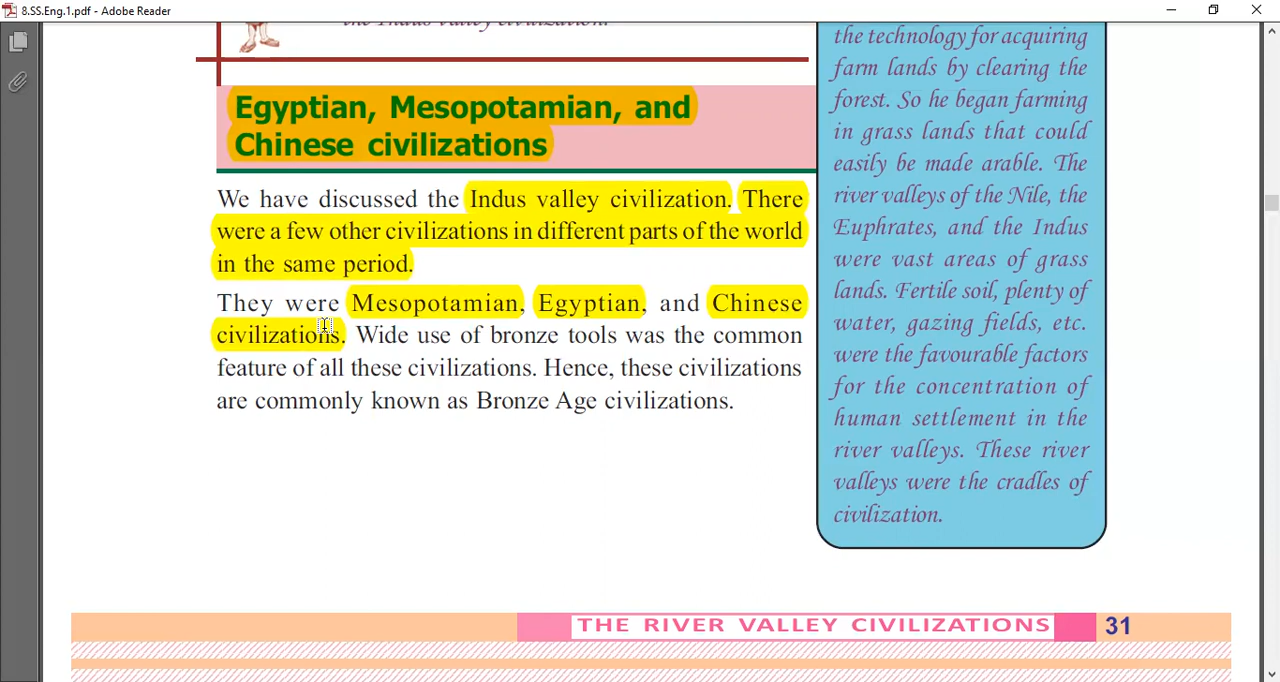 8.SS.Eng.1.pdf - Adobe Reader
the Indus valley civilization.
Egyptian, Mesopotamian, and
Chinese civilizations
We have discussed the Indus valley civilization. There
were a few other civilizations in different parts of the world
in the same period.
They were Mesopotamian, Egyptian, and Chinese
civilizations. Wide use of bronze tools was the common
feature of all these civilizations. Hence, these civilizations
are commonly known as Bronze Age civilizations.
the technology for acquiring
farm lands by clearing the
forest. So he began farming
in grass lands that could
easily be made arable. The
river valleys of the Nile, the
Euphrates, and the Indus
were vast areas of grass
lands. Fertile soil, plenty of
water, gazing fields, etc.
were the favourable factors
for the concentration of
human settlement in the
river valleys. These river
valleys were the cradles of
civilization.
THE RIVER VALLEY CIVILIZATIONS 31